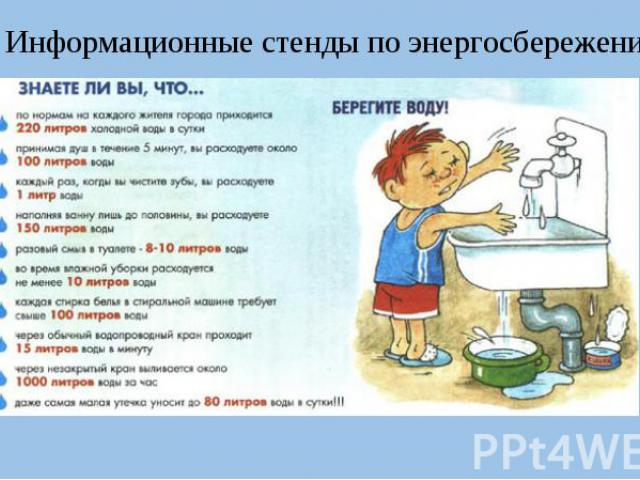 Информационные стенды по энергосбережени
ЗНАЕТЕ ЛИ ВЫ, ЧТО...
по нормам на каждого жителя города приходится
220 литров холодной воды в сутки
принимая душ в течение 5 минут, вы расходуете около
100 литров воды
каждый раз, когда вы чистите зубы, вы расходуете
1 литр воды
наполняя ванну лишь до половины, вы расходуете
150 литров воды
разовый смыв в туалете - 8-10 литров воды
во время влажной уборки расходуется
не менее 10 литров воды
каждая стирка белья в стиральной машине требует
свыше 100 литров воды
через обычный водопроводный кран проходит
15 литров воды в минуту
через незакрытый кран выливается около
1000 литров воды за час
даже самая малая утечка уносит до 80 литров воды в сутки!!!
БЕРЕГИТЕ ВОДУ!
PPt4WE